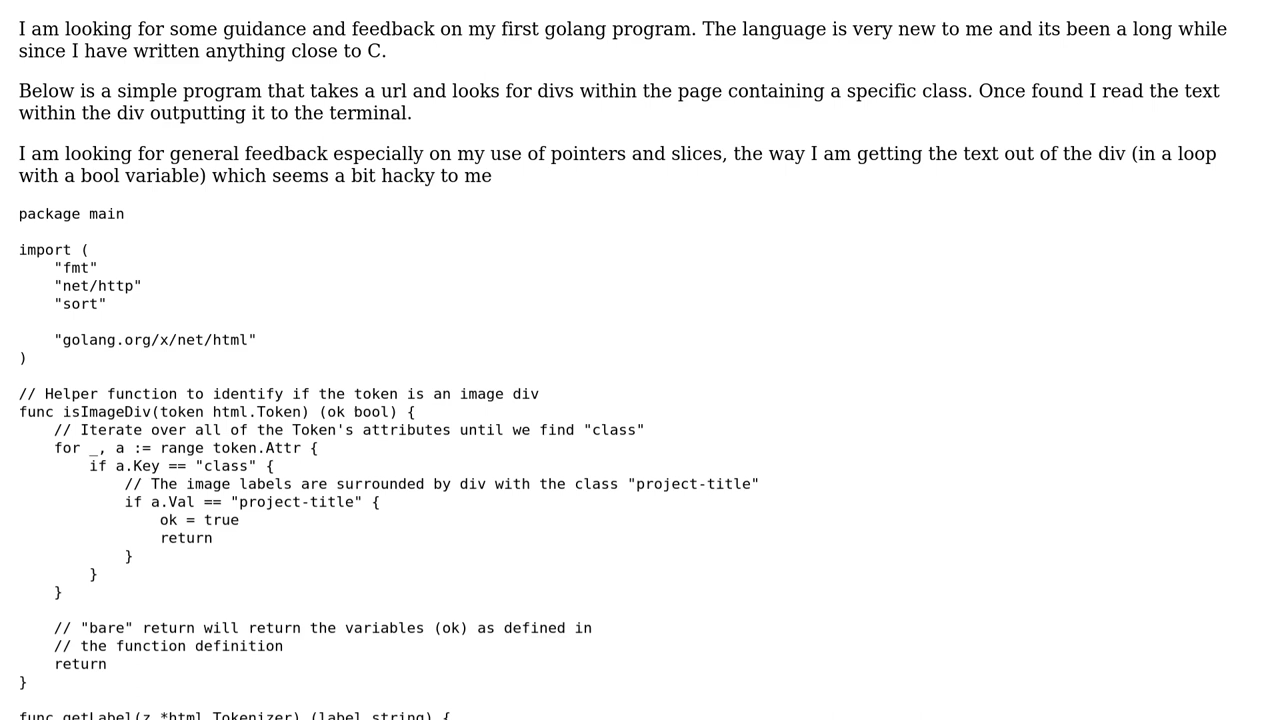 I am looking for some guidance and feedback on my first golang program. The language is very new to me and its been a long while
since I have written anything close to C.
Below is a simple program that takes a url and looks for divs within the page containing a specific class. Once found I read the text
within the div outputting it to the terminal.
I am looking for general feedback especially on my use of pointers and slices, the way I am getting the text out of the div (in a loop
with a bool variable) which seems a bit hacky to me
package main
import (
    "fmt"
    "net/http"
    "sort"
    "golang.org/x/net/html"
)
// Helper function to identify if the token is an image div
func isImageDiv(token html.Token) (ok bool) {
    // Iterate over all of the Token's attributes until we find "class"
    for _, a := range token.Attr {
        if a.Key == "class" {
            // The image labels are surrounded by div with the class "project-title"
            if a.Val == "project-title" {
                ok = true
                return
            }
        }
    }
    // "bare" return will return the variables (ok) as defined in
    // the function definition
    return
}
func getLabel(z *html.Tokenizer) (label string) {